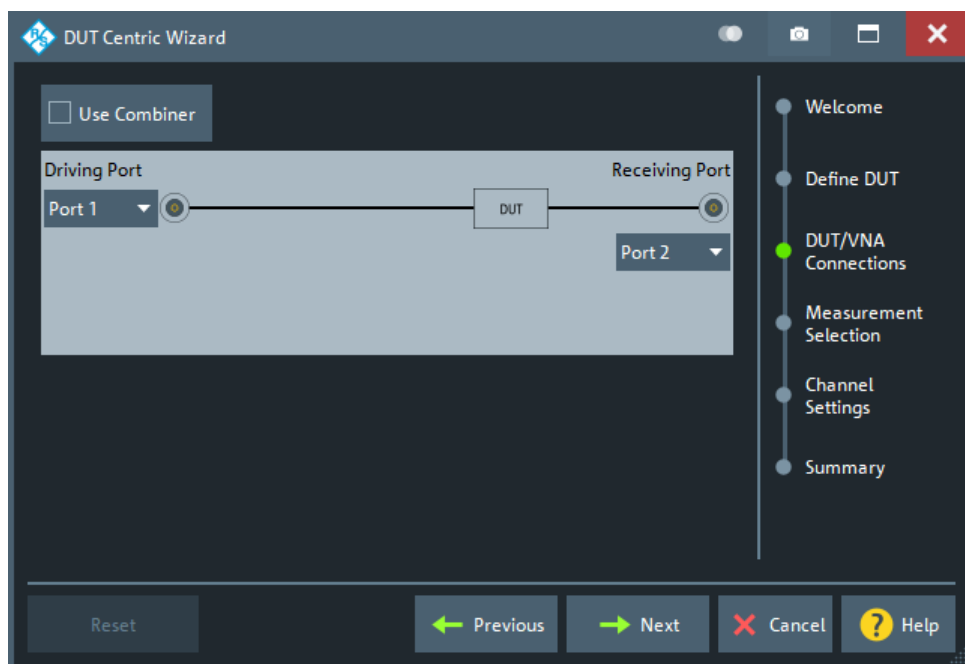 R&S
DUT Centric Wizard
Use Combiner
Driving Port
Receiving Port
Port 1
DUT
Port 2
Welcome
Define DUT
DUT/VNA
Connections
Measurement
Selection
Channel
Settings
Summary
Reset
Previous
Next
Cancel
? Help